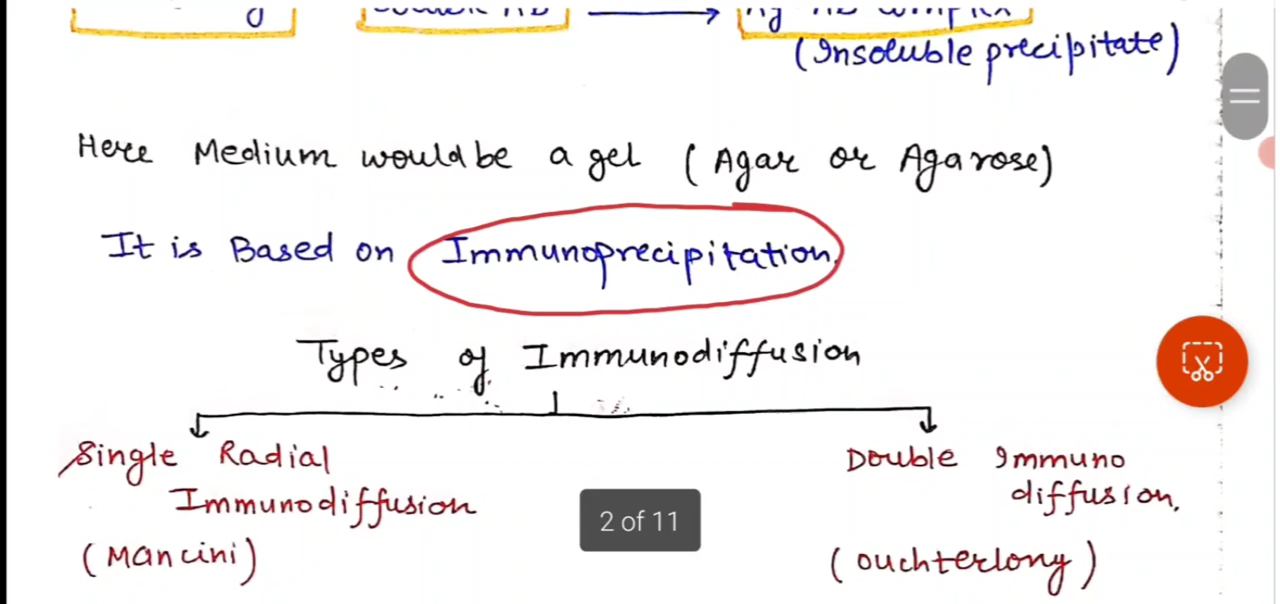 (Insoluble precipitate)
Here Medium would be a gel (Agar or Agarose)
It is Based on Immunoprecipitation.
Types of Immunodiffusion
Single Radial
Immunodiffusion
(Mancini)
Double Immuno
diffusion.
(Ouchterlony)
2 of 11